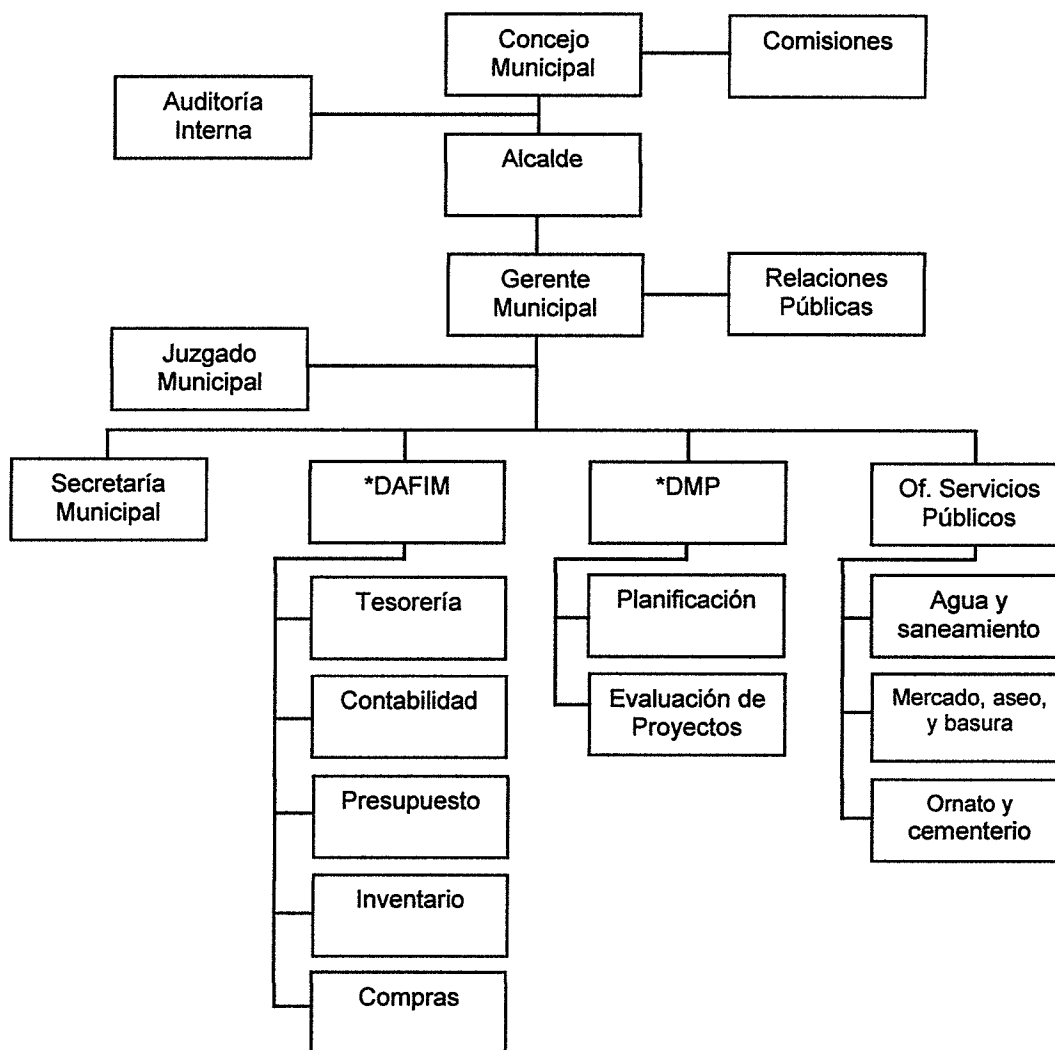 Concejo
Municipal
Comisiones
Auditoría
Interna
Alcalde
Gerente
Municipal
Relaciones
Públicas
Juzgado
Municipal
Secretaría
Municipal
*DAFIM
*DMP
Of. Servicios
Públicos
Tesorería
Contabilidad
Presupuesto
Inventario
Compras
Planificación
Evaluación de
Proyectos
Agua y
saneamiento
Mercado, aseo,
y basura
Ornato y
cementerio